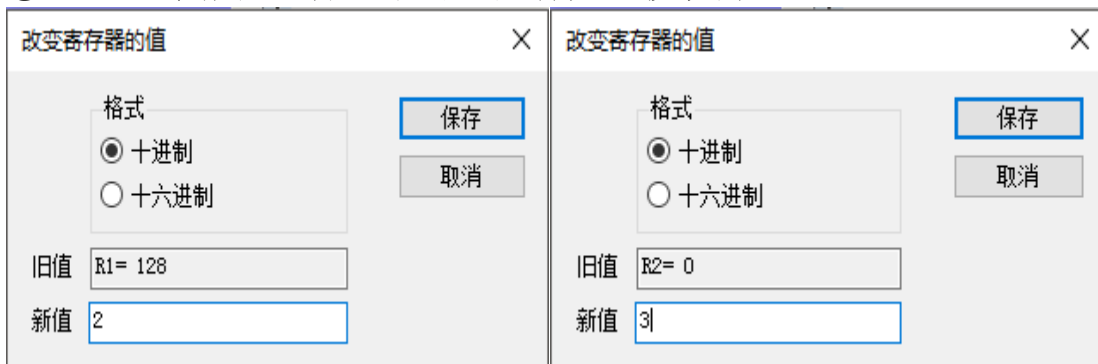 改变寄存器的值
格式
十进制
十六进制
保存
取消
旧值 R1= 128
新值 2
改变寄存器的值
格式
十进制
十六进制
保存
取消
旧值 R2= 0
新值 3